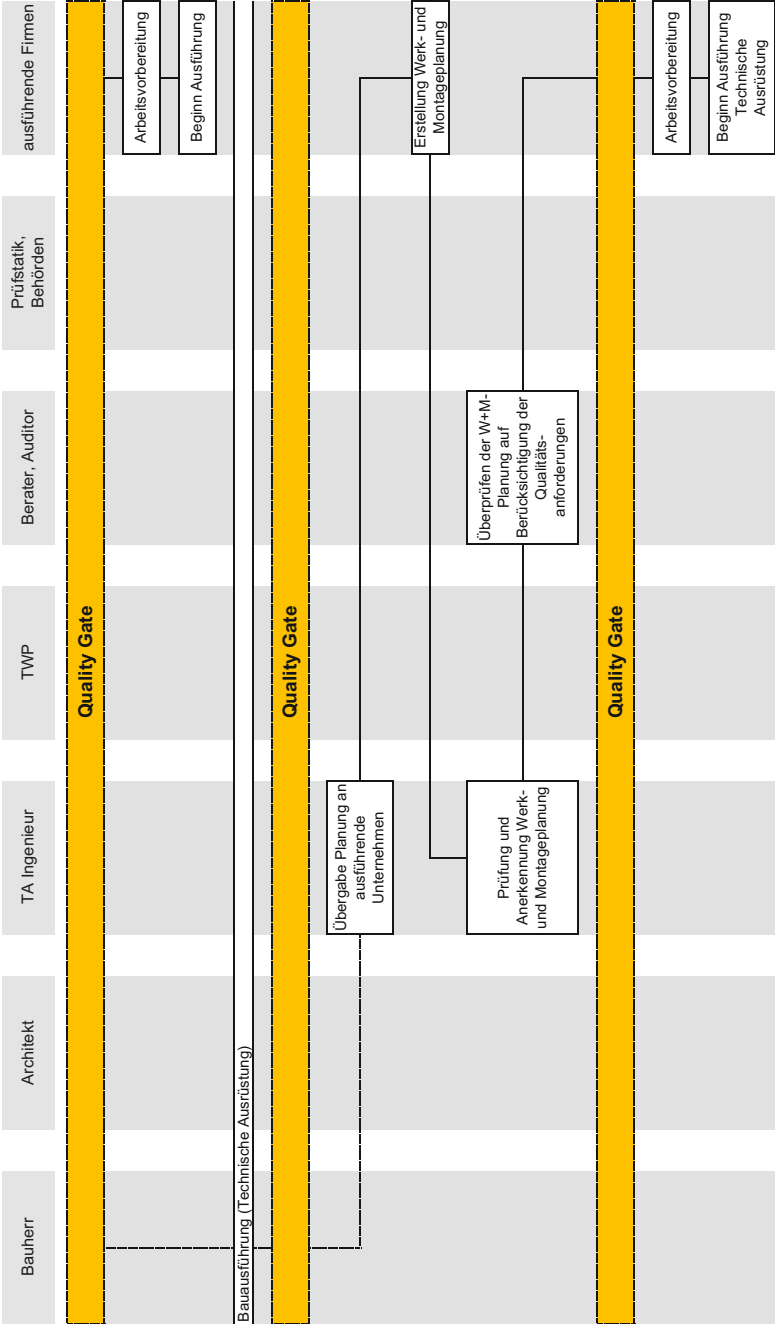 Bauherr
Architekt
TA Ingenieur
TWP
Berater, Auditor
Prüfstatik,
Behörden
ausführende Firmen
Quality Gate
Arbeitsvorbereitung
Beginn Ausführung
Bauausführung (Technische Ausrüstung)
Quality Gate
Übergabe Planung an
ausführende
Unternehmen
Erstellung Werk- und
Montageplanung
Prüfung und
Anerkennung Werk-
und Montageplanung
Überprüfen der W+M-
Planung auf
Berücksichtigung der
Qualitäts-
anforderungen
Quality Gate
Arbeitsvorbereitung
Beginn Ausführung
Technische
Ausrüstung